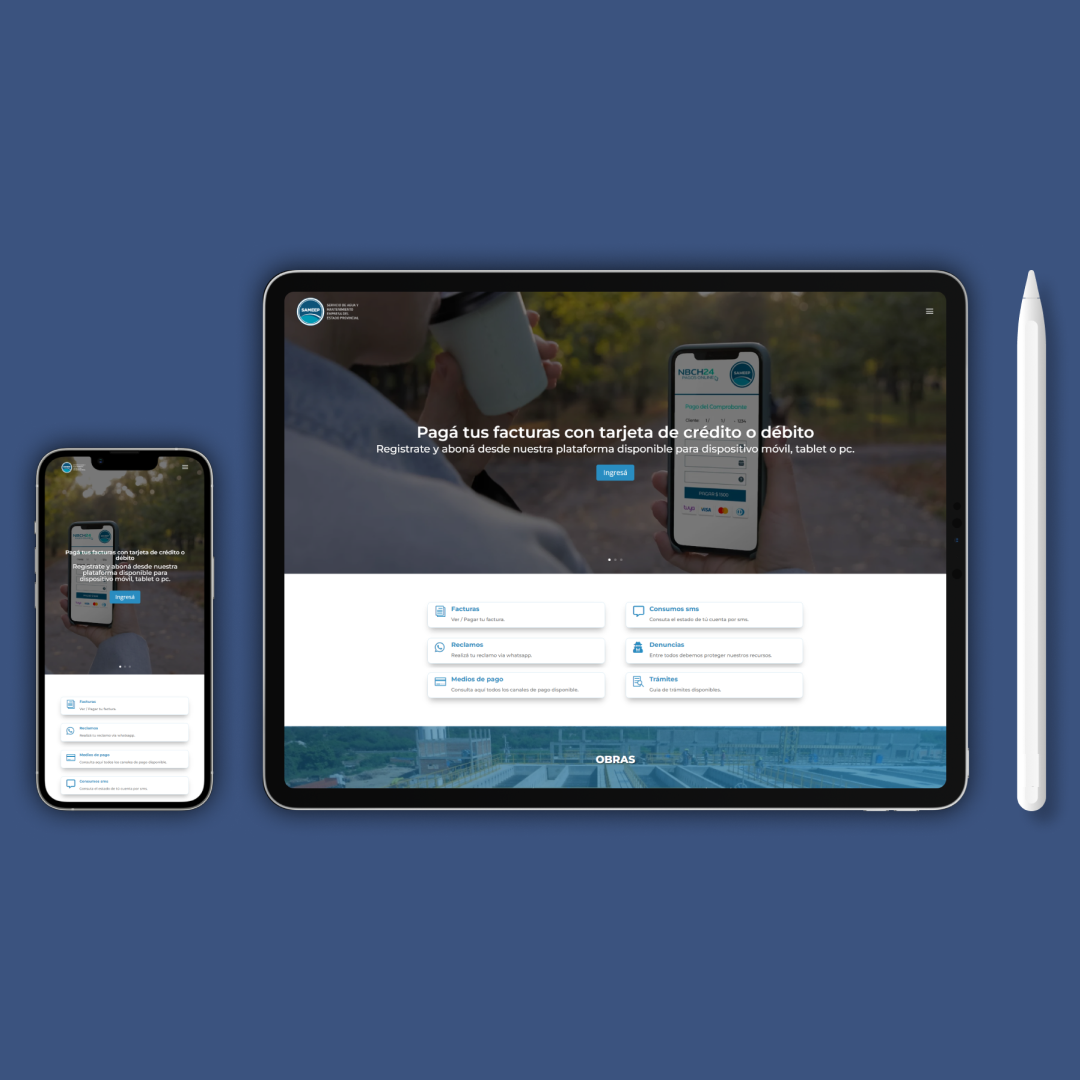 SAMEEP
SERVICIO DE AGUA Y
MANTENIMIENTO
EMPRESA DEL
ESTADO PROVINCIAL
NBCH24
PAGOS ONLINE
SAMEEP
Pago del Comprobante
Pagá tus facturas con tarjeta de crédito o débito
Registrate y aboná desde nuestra plataforma disponible para dispositivo móvil, tablet o pc.
Ingresá
tuya VISA
Facturas
Ver / Pagar tu factura.
Consumos sms
Consulta el estado de tú cuenta por sms.
Reclamos
Realizá tu reclamo vía whatsapp.
Denuncias
Entre todos debemos proteger nuestros recursos.
Medios de pago
Consulta aquí todos los canales de pago disponible.
Trámites
Guía de trámites disponibles.
OBRAS
NBCH24
Pagá tus facturas con tarjeta de crédito o
débito
Registrate y aboná desde nuestra
plataforma disponible para
dispositivo móvil, tablet o pc.
Ingresá
Facturas
Ver / Pagar tu factura.
Reclamos
Realizá tu reclamo vía whatsapp.
Medios de pago
Consulta aquí todos los canales de pago disponible.
Consumos sms
Consulta el estado de tú cuenta por sms.